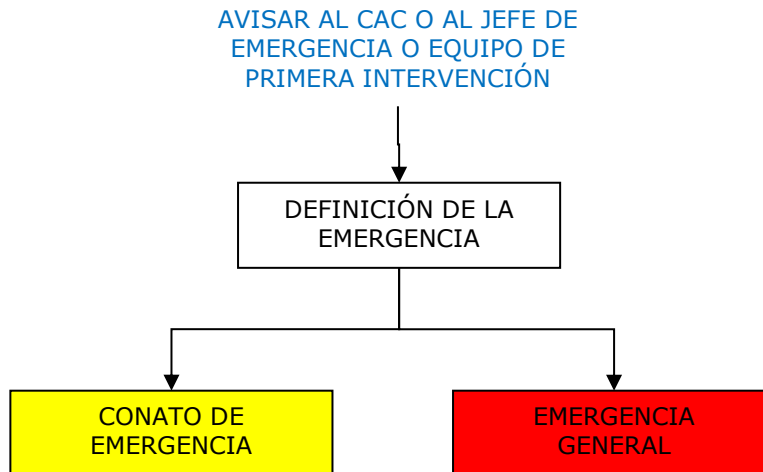 AVISAR AL CAC O AL JEFE DE
EMERGENCIA O EQUIPO DE
PRIMERA INTERVENCIÓN
DEFINICIÓN DE LA
EMERGENCIA
CONATO DE
EMERGENCIA
EMERGENCIA
GENERAL